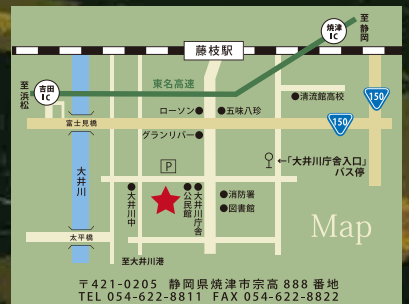 至静岡
焼津
IC
藤枝駅
至浜松
吉田
IC
東名高速
清流館高校
150
ローソン
五味八珍
富士見橋
150
グランリバー
P
←「大井川庁舎入口」
バス停
大井川
大井川中
公民館
大井川庁舎
消防署
図書館
Map
太平橋
至大井川港
〒421-0205 静岡県焼津市宗高888番地
TEL 054-622-8811 FAX 054-622-8822